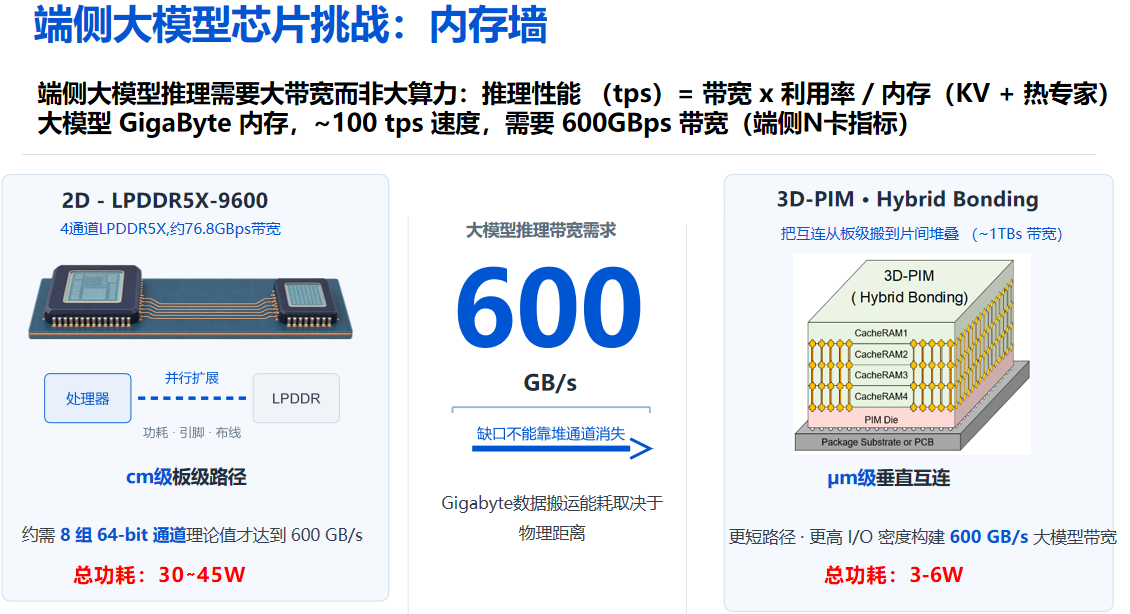 端侧大模型芯片挑战：内存墙
端侧大模型推理需要大带宽而非大算力：推理性能 （tps）= 带宽 x 利用率 / 内存（KV + 热专家）
大模型 GigaByte 内存，~100 tps 速度，需要 600GBps 带宽（端侧N卡指标）
2D - LPDDR5X-9600
4通道LPDDR5X,约76.8GBps带宽
处理器
并行扩展
LPDDR
功耗 · 引脚 · 布线
cm级板级路径
约需 8 组 64-bit 通道理论值才达到 600 GB/s
总功耗：30~45W
大模型推理带宽需求
600
GB/s
缺口不能靠堆通道消失
Gigabyte数据搬运能耗取决于
物理距离
3D-PIM • Hybrid Bonding
把互连从板级搬到片间堆叠 （~1TBs 带宽）
3D-PIM
( Hybrid Bonding)
CacheRAM1
CacheRAM2
CacheRAM3
CacheRAM4
PIM Die
Package Substrate or PCB
μm级垂直互连
更短路径 · 更高 I/O 密度构建 600 GB/s 大模型带宽
总功耗：3-6W